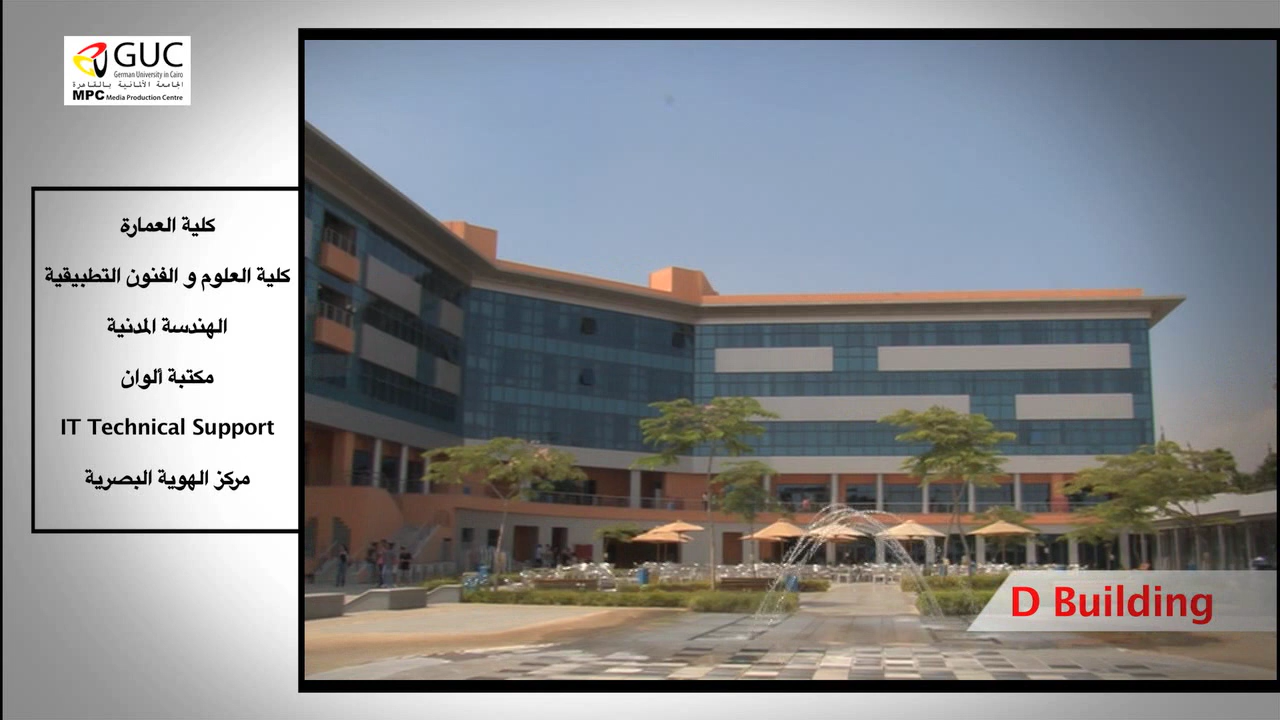 GUC
German University in Cairo
الجامعة الألمانية بالقاهرة
MPC Media Production Centre
كلية العمارة
كلية العلوم و الفنون التطبيقية
الهندسة المدنية
مكتبة ألوان
IT Technical Support
مركز الهوية البصرية
D Building